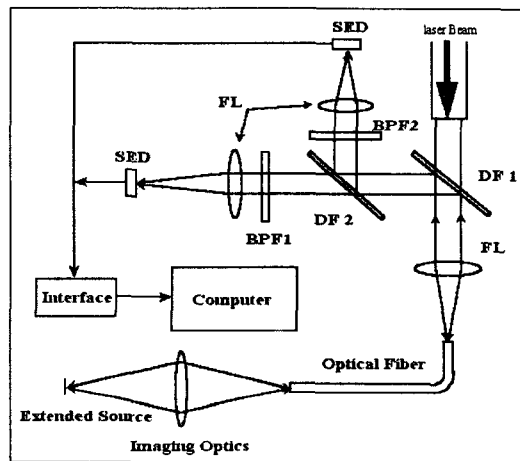 SED
laser Beam
FL
BPF2
SED
DF 1
DF 2
BPF1
FL
Interface
Computer
Optical Fiber
Extended Source
Imaging Optics